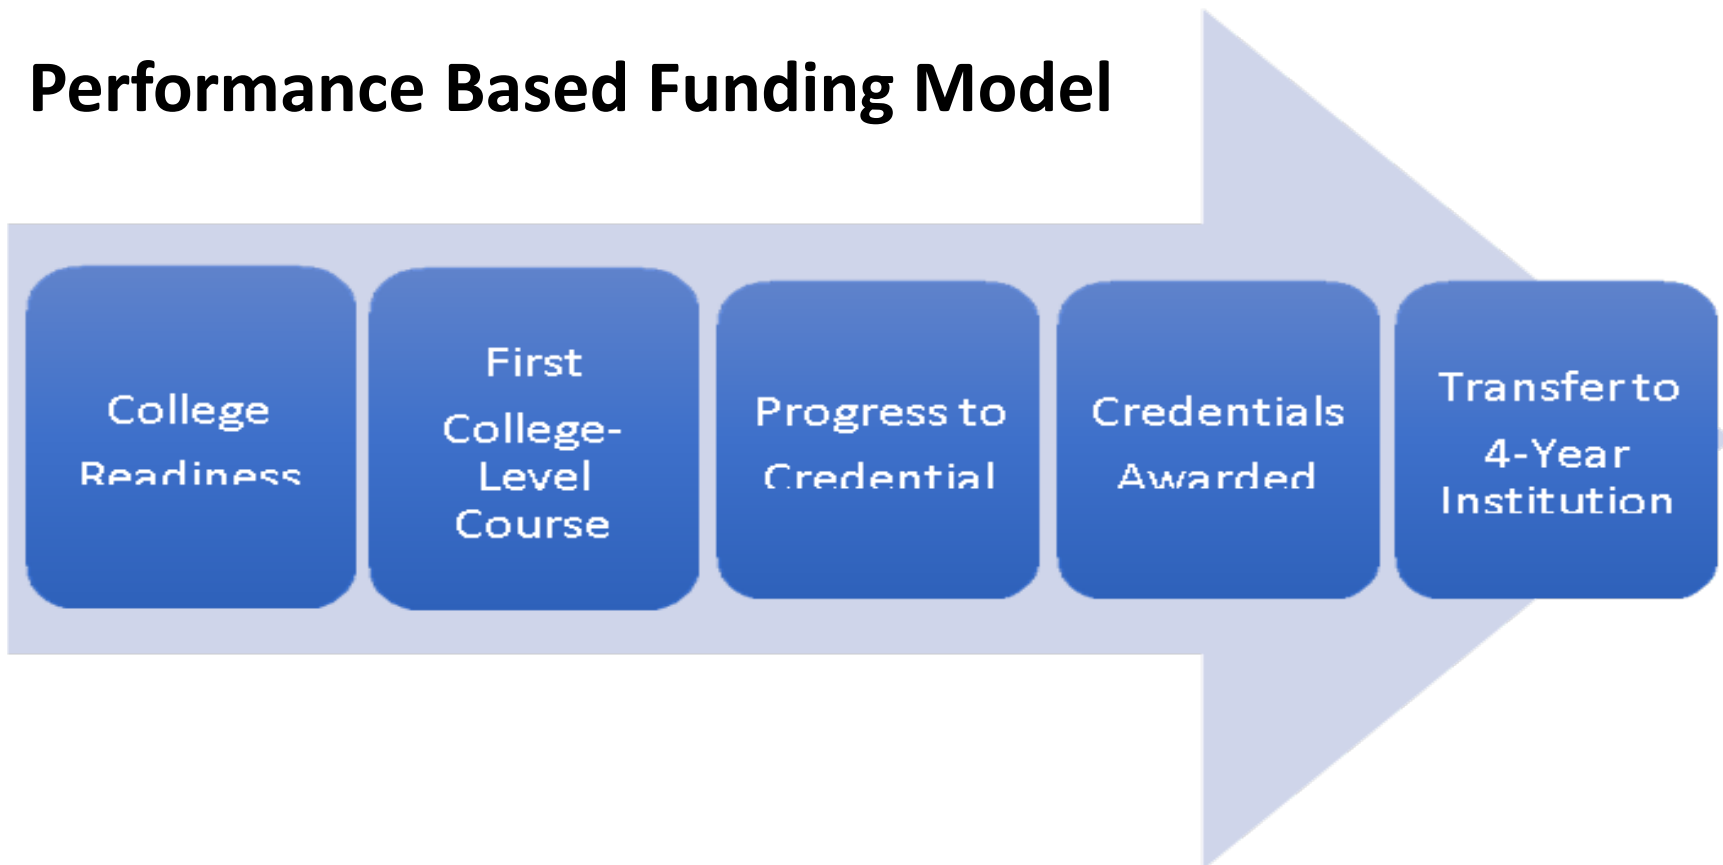 Performance Based Funding Model
College
Readiness
First
College-
Level
Course
Progress to
Credential
Credentials
Awarded
Transfer to
4-Year
Institution